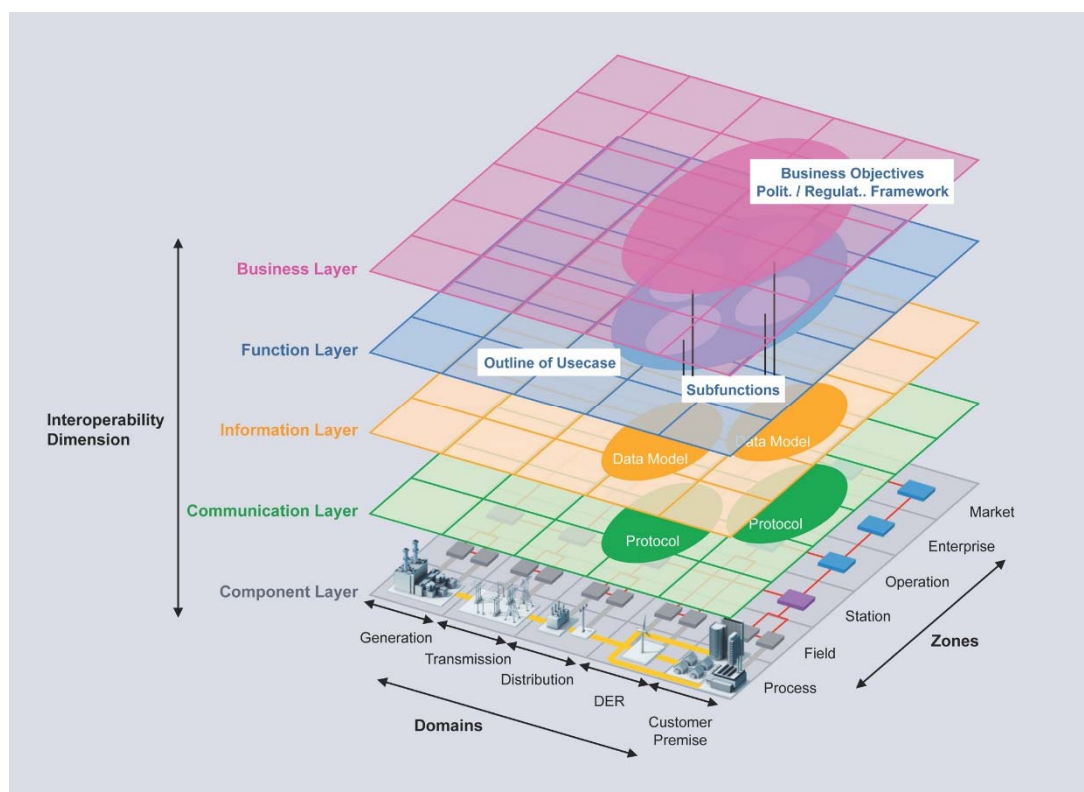 Business Objectives
Polit. / Regulat.. Framework
Business Layer
Function Layer
Outline of Usecase
Subfunctions
Interoperability
Dimension
Information Layer
Data Model
Data Model
Communication Layer
Protocol
Protocol
Component Layer
Market
Enterprise
Operation
Station
Field
Process
Zones
Generation
Transmission
Distribution
DER
Customer
Premise
Domains